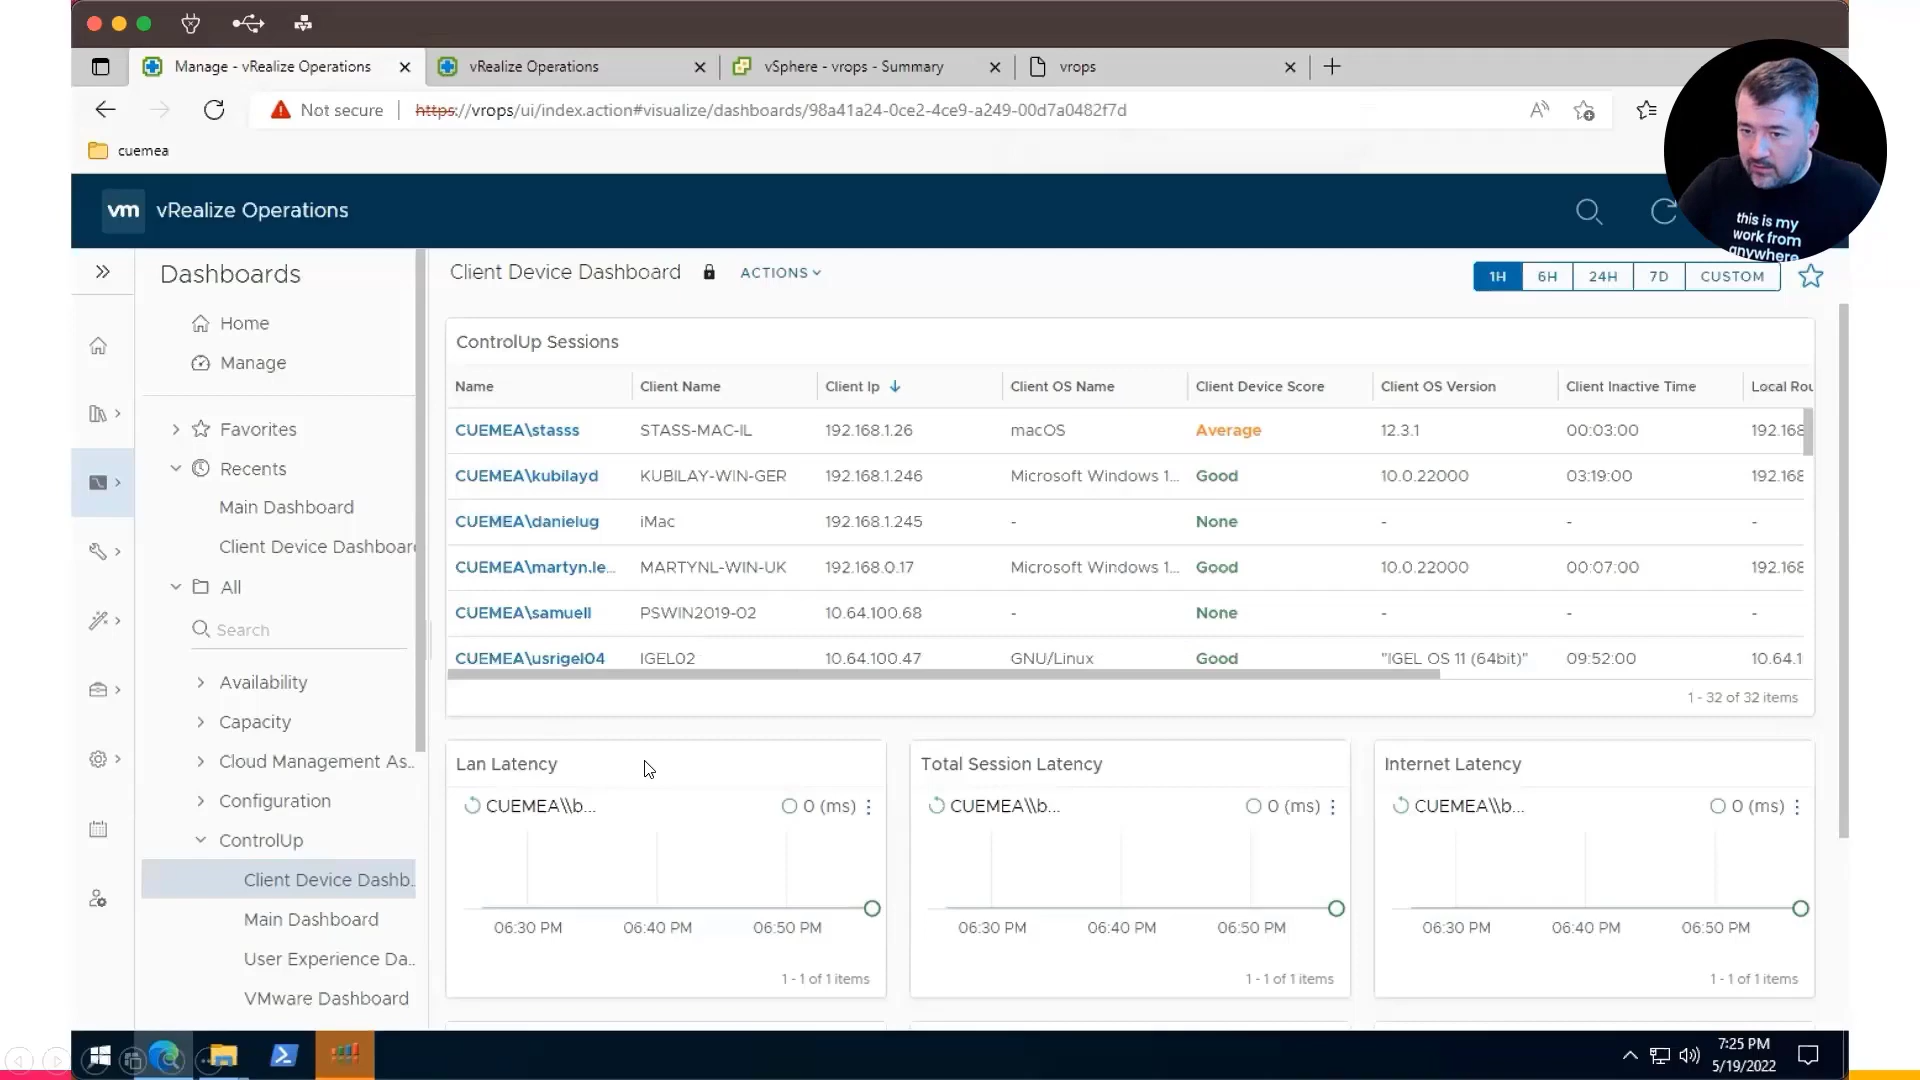 Manage - vRealize Operations
vRealize Operations
vSphere - vrops - Summary
vrops
Not secure
https://vrops/ui/index.action#visualize/dashboards/98a41a24-0ce2-4ce9-a249-00d7a0482f7d
cuemea
this is my
work from
anywhere
vm vRealize Operations
Dashboards
Home
Manage
Favorites
Recents
Main Dashboard
Client Device Dashboar
All
Search
Availability
Capacity
Cloud Management As..
Configuration
ControlUp
Client Device Dashb.
Main Dashboard
User Experience Da..
VMware Dashboard
Client Device Dashboard
ACTIONS
1H 6H 24H 7D CUSTOM
ControlUp Sessions
Name Client Name Client Ip Client OS Name Client Device Score Client OS Version Client Inactive Time Local Rou
CUEMEA\stasss STASS-MAC-IL 192.168.1.26 macOS Average 12.3.1 00:03:00 192.168
CUEMEA\kubilayd KUBILAY-WIN-GER 192.168.1.246 Microsoft Windows 1... Good 10.0.22000 03:19:00 192.168
CUEMEA\danielug iMac 192.168.1.245 - None - - -
CUEMEA\martyn.le... MARTYNL-WIN-UK 192.168.0.17 Microsoft Windows 1... Good 10.0.22000 00:07:00 192.168
CUEMEA\samuell PSWIN2019-02 10.64.100.68 - None - - -
CUEMEA\usrigel04 IGEL02 10.64.100.47 GNU/Linux Good "IGEL OS 11 (64bit)" 09:52:00 10.64.1
1 - 32 of 32 items
Lan Latency
CUEMEA\\b... 0 (ms)
06:30 PM 06:40 PM 06:50 PM
1 - 1 of 1 items
Total Session Latency
CUEMEA\\b... 0 (ms)
06:30 PM 06:40 PM 06:50 PM
1 - 1 of 1 items
Internet Latency
CUEMEA\\b... 0 (ms)
06:30 PM 06:40 PM 06:50 PM
1 - 1 of 1 items
7:25 PM
5/19/2022